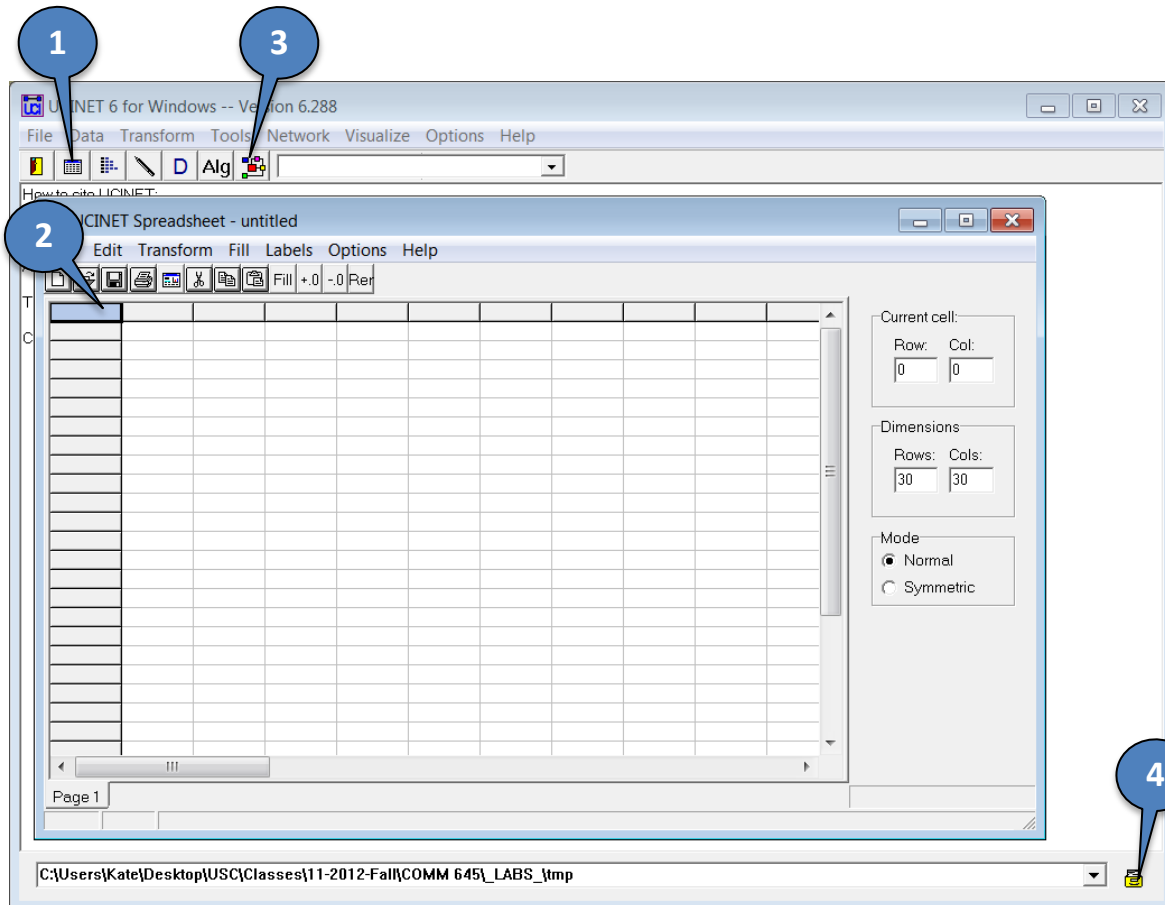 1 3
UCINET 6 for Windows -- Version 6.288
File Data Transform Tools Network Visualize Options Help
D Alg
How to cite UCINET:
2
UCINET Spreadsheet - untitled
Edit Transform Fill Labels Options Help
Fill +.0 -.0 Rer
T
C
Current cell:
Row: Col:
0 0
Dimensions
Rows: Cols:
30 30
Mode
Normal
Symmetric
Page 1
4
C:\Users\Kate\Desktop\USC\Classes\11-2012-Fall\COMM 645\_LABS_\tmp